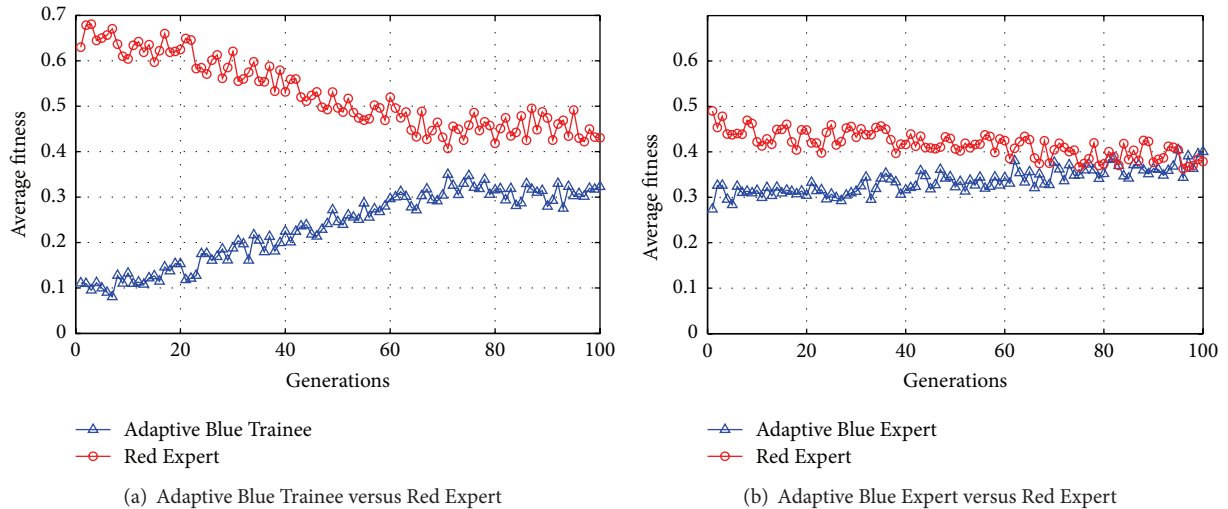 0.7
0.6
0.5
0.4
0.3
0.2
0.1
0
Average fitness
0 20 40 60 80 100
Generations
Adaptive Blue Trainee
Red Expert
(a) Adaptive Blue Trainee versus Red Expert
0.6
0.5
0.4
0.3
0.2
0.1
0
Average fitness
0 20 40 60 80 100
Generations
Adaptive Blue Expert
Red Expert
(b) Adaptive Blue Expert versus Red Expert